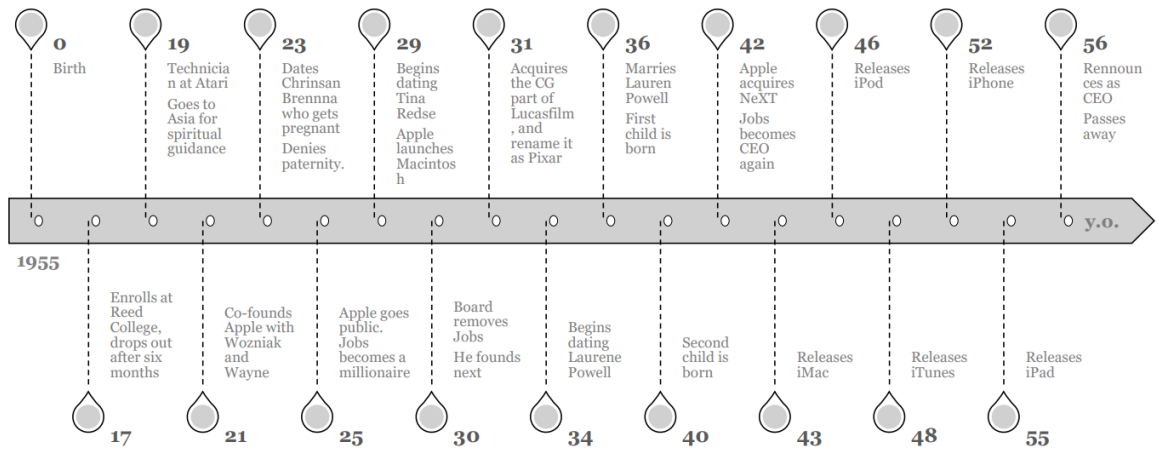 0
Birth
19
Technicia
n at Atari
Goes to
Asia for
spiritual
guidance
23
Dates
Chrinsan
Brennna
who gets
pregnant
Denies
paternity.
29
Begins
dating
Tina
Redse
Apple
launches
Macintos
h
31
Acquires
the CG
part of
Lucasfilm
, and
rename it
as Pixar
36
Marries
Lauren
Powell
First
child is
born
42
Apple
acquires
NeXT
Jobs
becomes
CEO
again
46
Releases
iPod
52
Releases
iPhone
56
Rennoun
ces as
CEO
Passes
away
y.o.
1955
Enrolls at
Reed
College,
drops out
after six
months
17
Co-founds
Apple with
Wozniak
and
Wayne
21
Apple goes
public.
Jobs
becomes a
millionaire
25
Board
removes
Jobs
He founds
next
30
Begins
dating
Laurene
Powell
34
Second
child is
born
40
Releases
iMac
43
Releases
iTunes
48
Releases
iPad
55